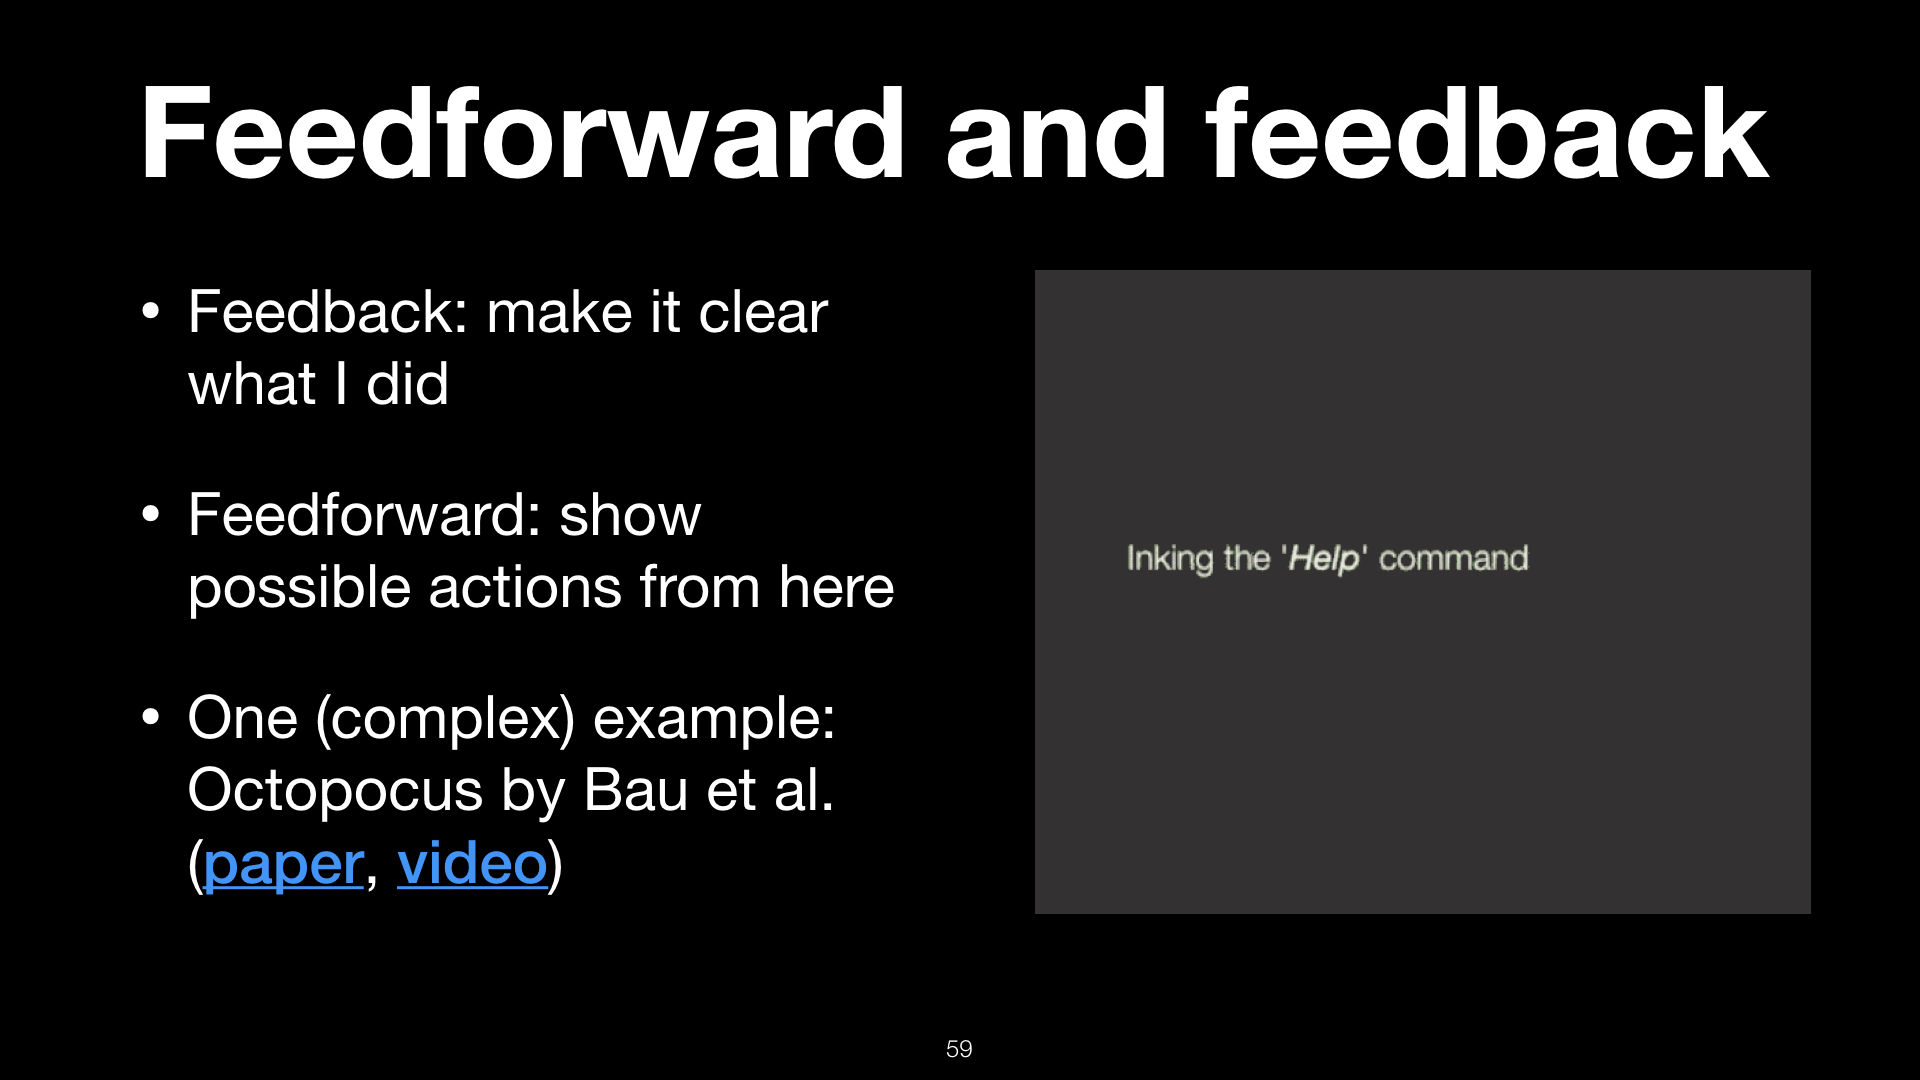 Feedforward and feedback
• Feedback: make it clear
what I did
• Feedforward: show
possible actions from here
• One (complex) example:
Octopocus by Bau et al.
(paper, video)
Inking the 'Help' command
59